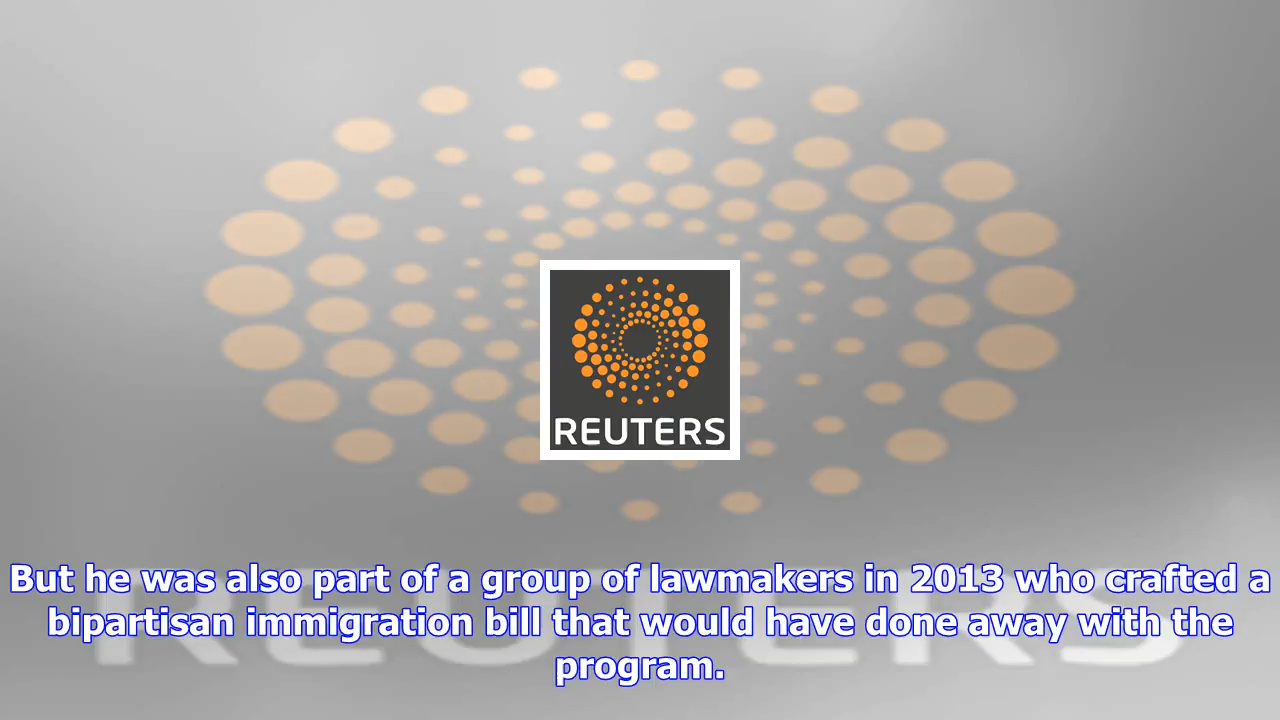 REUTERS
But he was also part of a group of lawmakers in 2013 who crafted a
bipartisan immigration bill that would have done away with the
program.
REUTERS